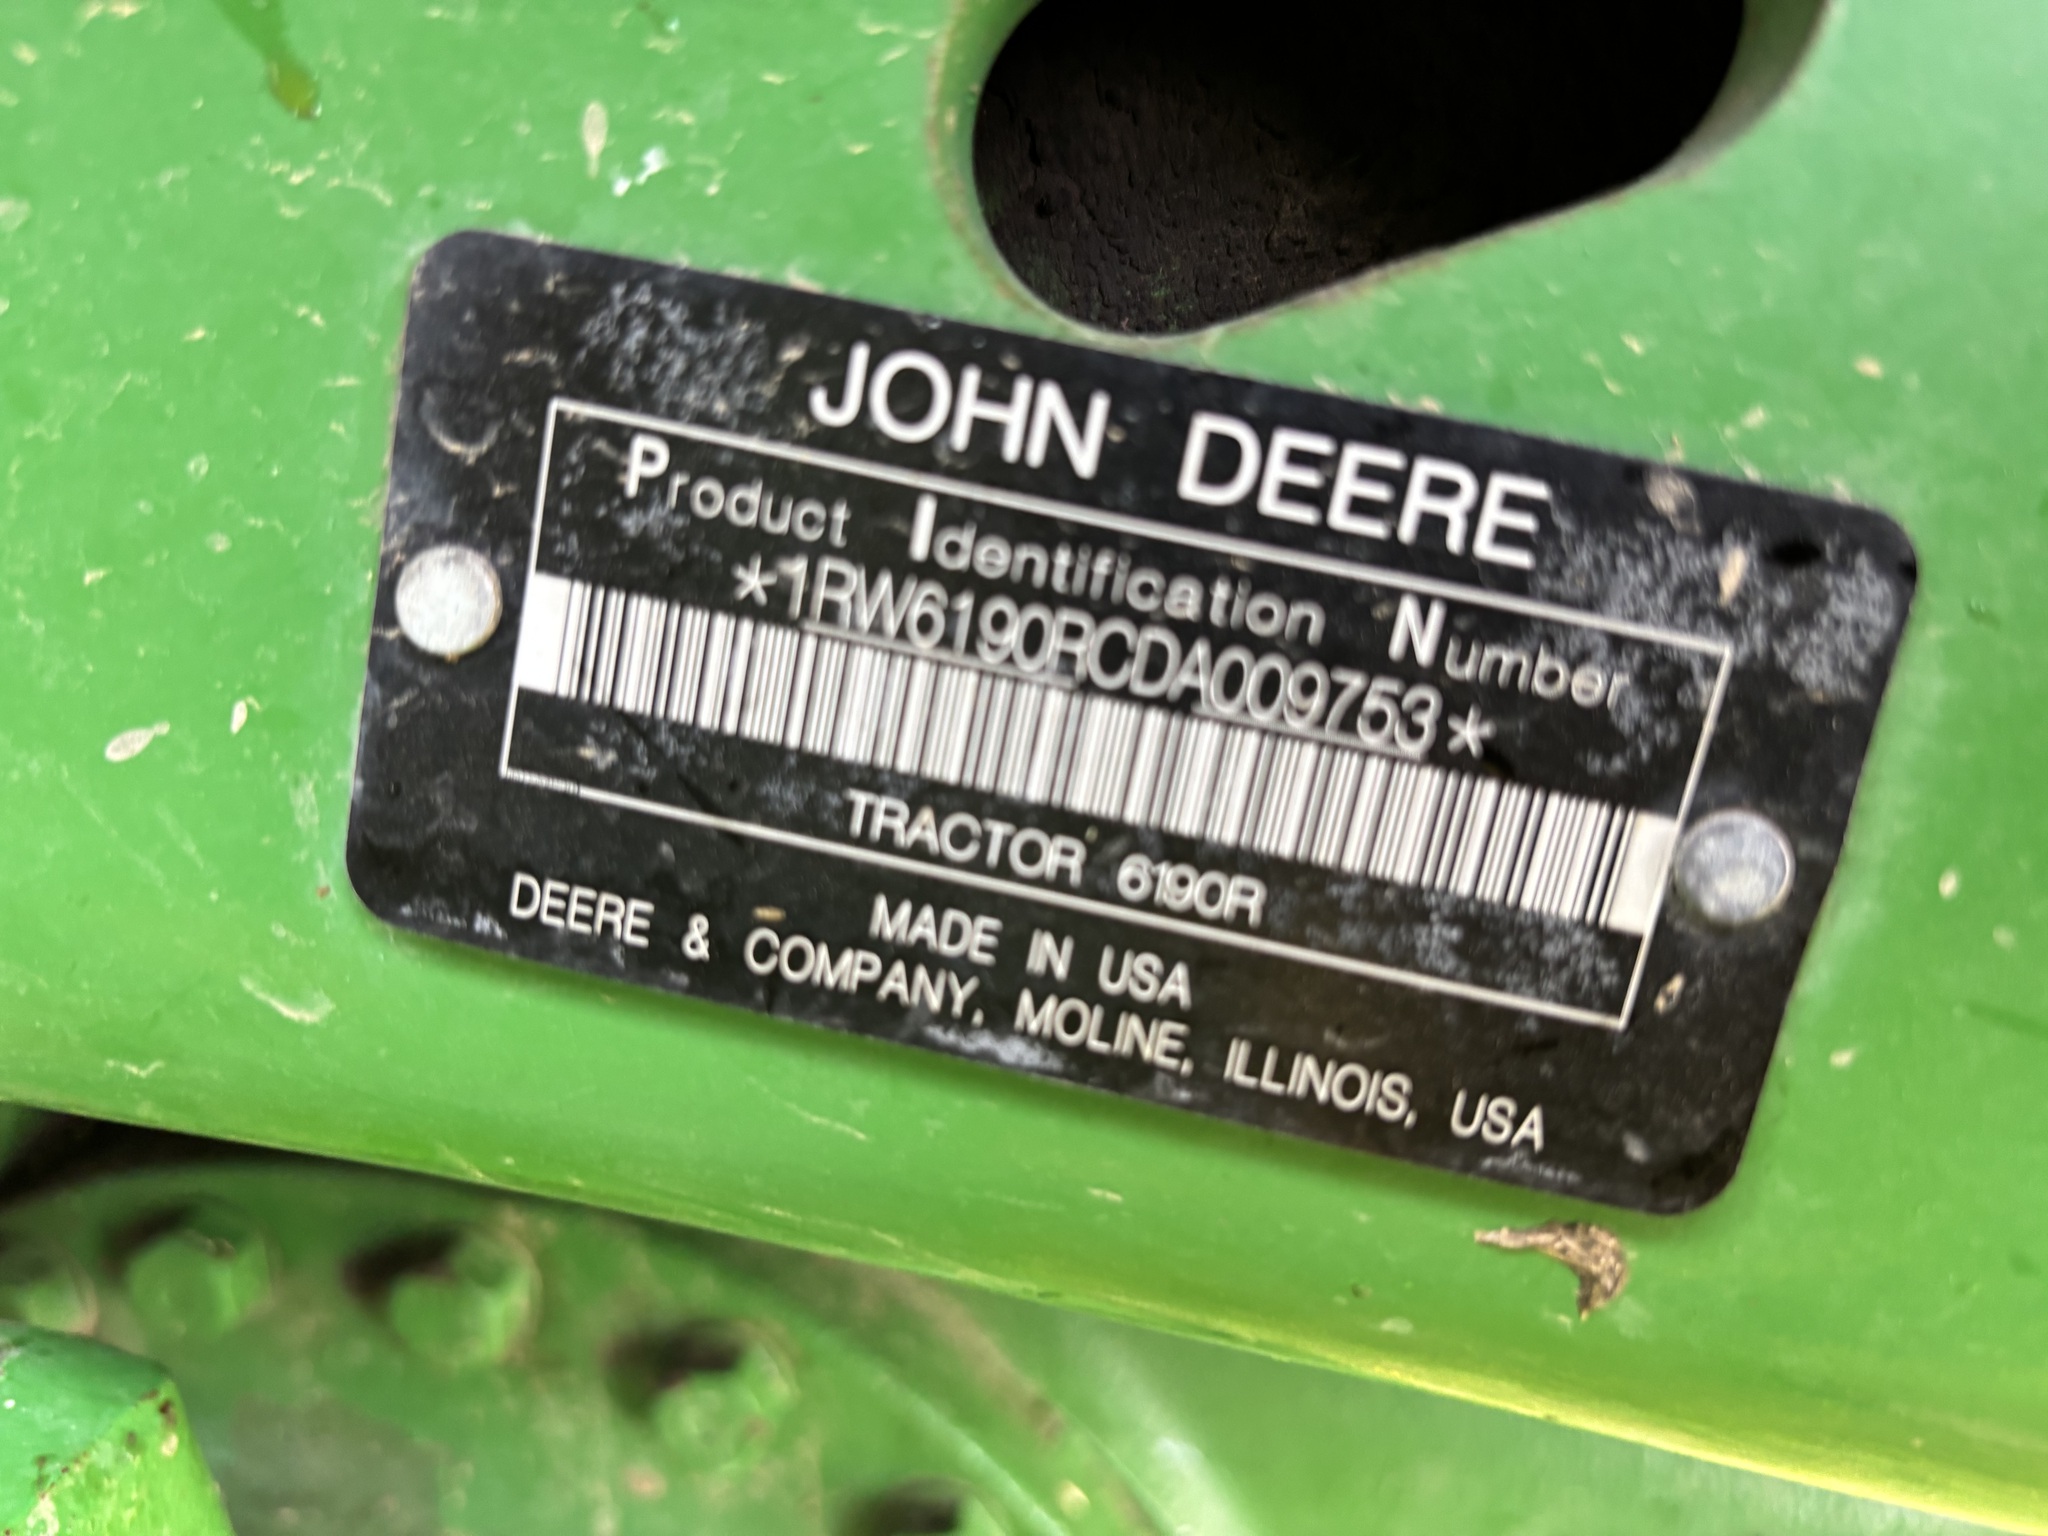 JOHN DEERE
Product Identification Number
*1RW6190RCDA009753*
TRACTOR 6190R
MADE IN USA
DEERE & COMPANY, MOLINE, ILLINOIS, USA